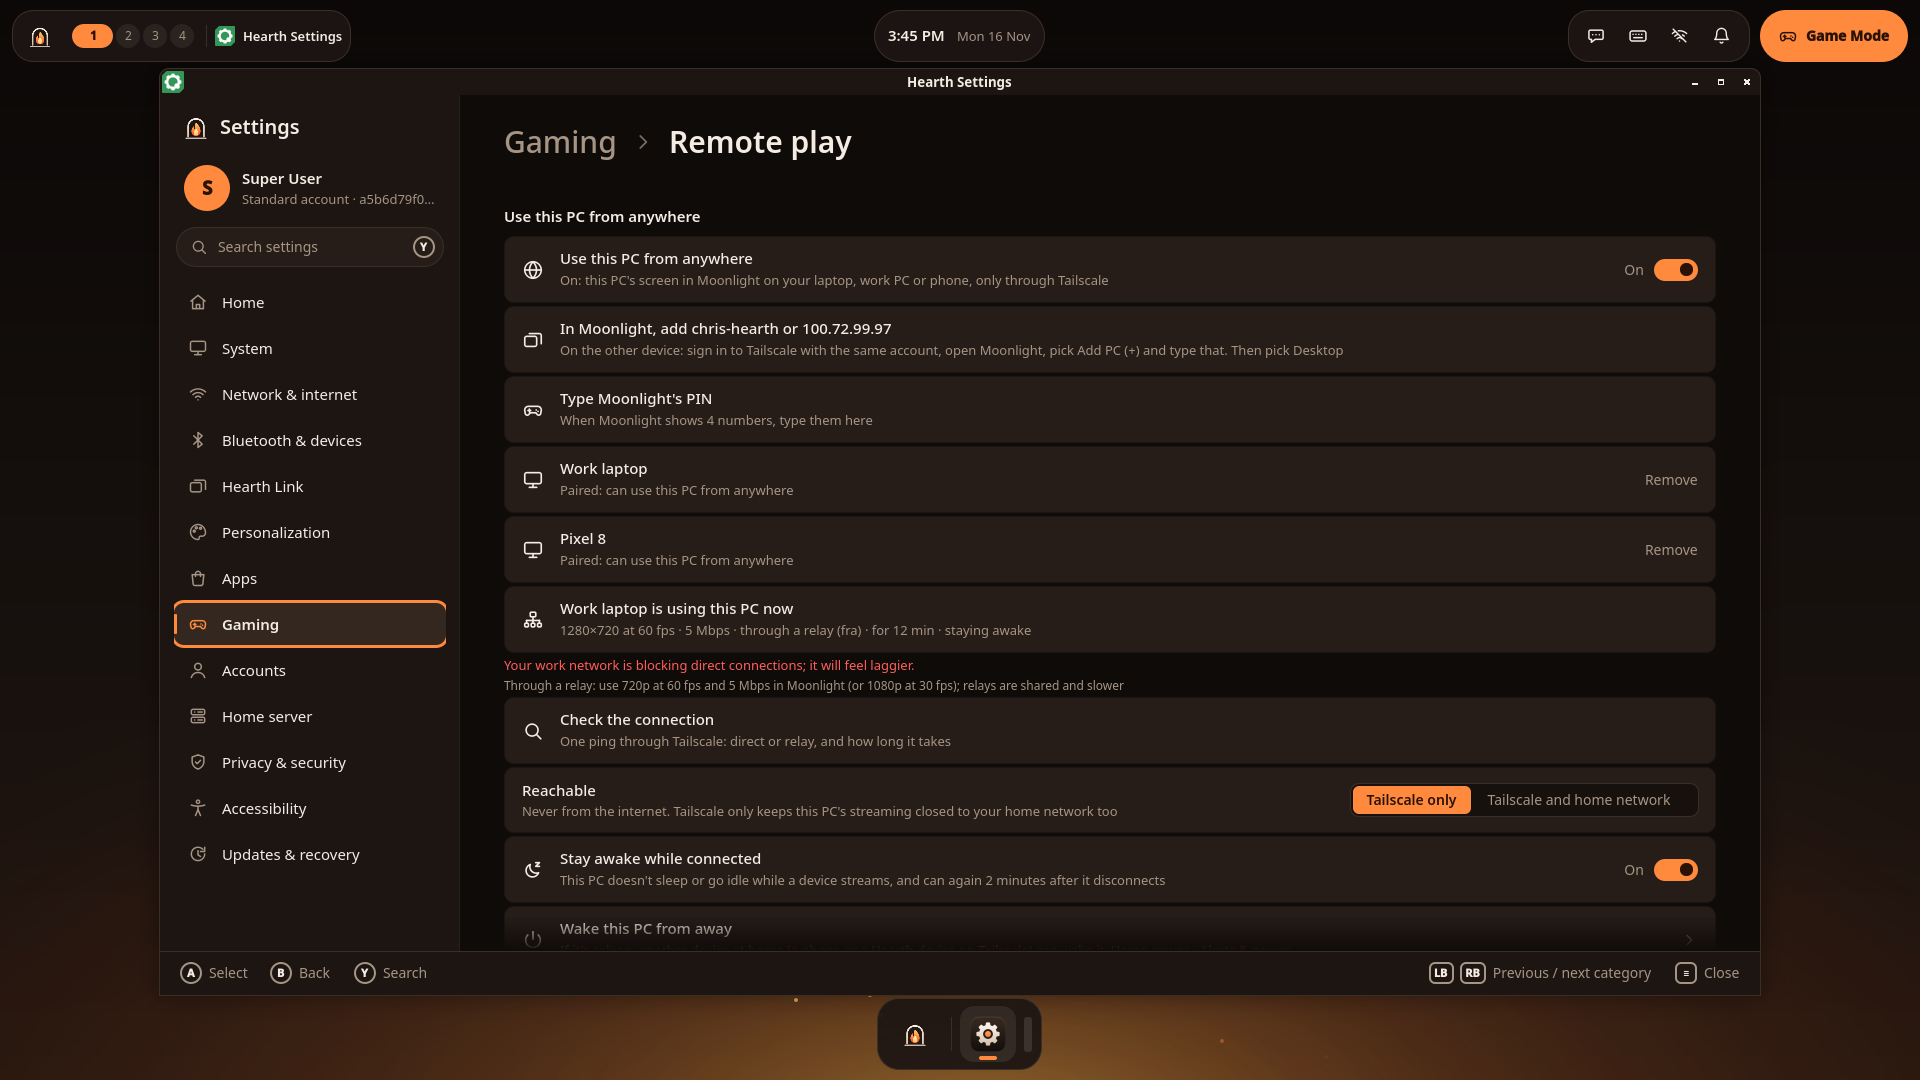 1 2 3 4 Hearth Settings
3:45 PM Mon 16 Nov
Game Mode
Hearth Settings
Settings
S
Super User
Standard account · a5b6d79f0...
Search settings Y
Home
System
Network & internet
Bluetooth & devices
Hearth Link
Personalization
Apps
Gaming
Accounts
Home server
Privacy & security
Accessibility
Updates & recovery
Gaming > Remote play
Use this PC from anywhere
Use this PC from anywhere
On: this PC's screen in Moonlight on your laptop, work PC or phone, only through Tailscale
On
In Moonlight, add chris-hearth or 100.72.99.97
On the other device: sign in to Tailscale with the same account, open Moonlight, pick Add PC (+) and type that. Then pick Desktop
Type Moonlight's PIN
When Moonlight shows 4 numbers, type them here
Work laptop
Paired: can use this PC from anywhere
Remove
Pixel 8
Paired: can use this PC from anywhere
Remove
Work laptop is using this PC now
1280×720 at 60 fps · 5 Mbps · through a relay (fra) · for 12 min · staying awake
Your work network is blocking direct connections; it will feel laggier.
Through a relay: use 720p at 60 fps and 5 Mbps in Moonlight (or 1080p at 30 fps); relays are shared and slower
Check the connection
One ping through Tailscale: direct or relay, and how long it takes
Reachable
Never from the internet. Tailscale only keeps this PC's streaming closed to your home network too
Tailscale only Tailscale and home network
Stay awake while connected
This PC doesn't sleep or go idle while a device streams, and can again 2 minutes after it disconnects
On
Wake this PC from away
A Select B Back Y Search
LB RB Previous / next category ≡ Close